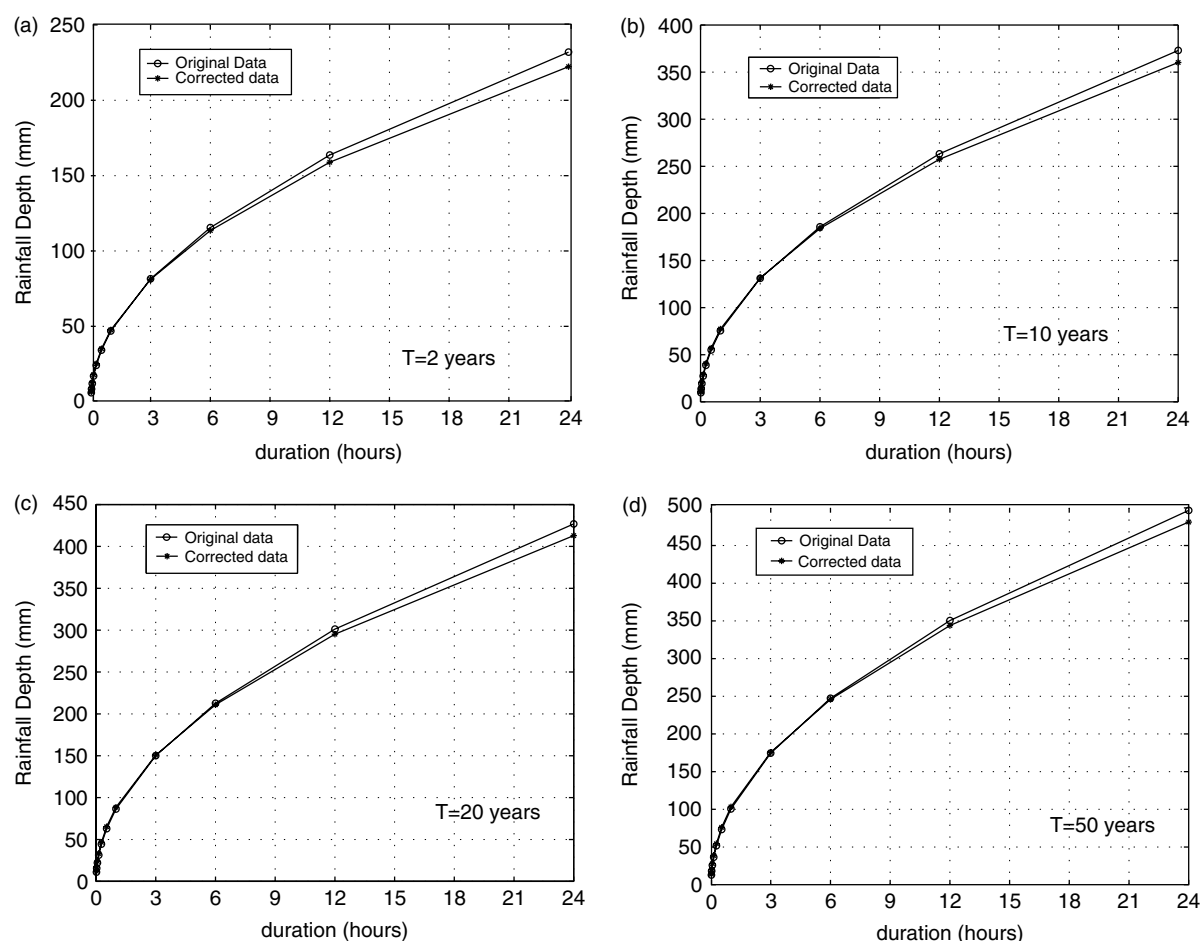 (a)
250
200
150
100
50
0
Rainfall Depth (mm)
Original Data
Corrected data
T=2 years
0 3 6 9 12 15 18 21 24
duration (hours)
(b)
400
350
300
250
200
150
100
50
0
Rainfall Depth (mm)
Original Data
Corrected data
T=10 years
0 3 6 9 12 15 18 21 24
duration (hours)
(c)
450
400
350
300
250
200
150
100
50
0
Rainfall Depth (mm)
Original data
Corrected data
T=20 years
0 3 6 9 12 15 18 21 24
duration (hours)
(d)
500
450
400
350
300
250
200
150
100
50
0
Rainfall Depth (mm)
Original Data
Corrected data
T=50 years
0 3 6 9 12 15 18 21 24
duration (hours)